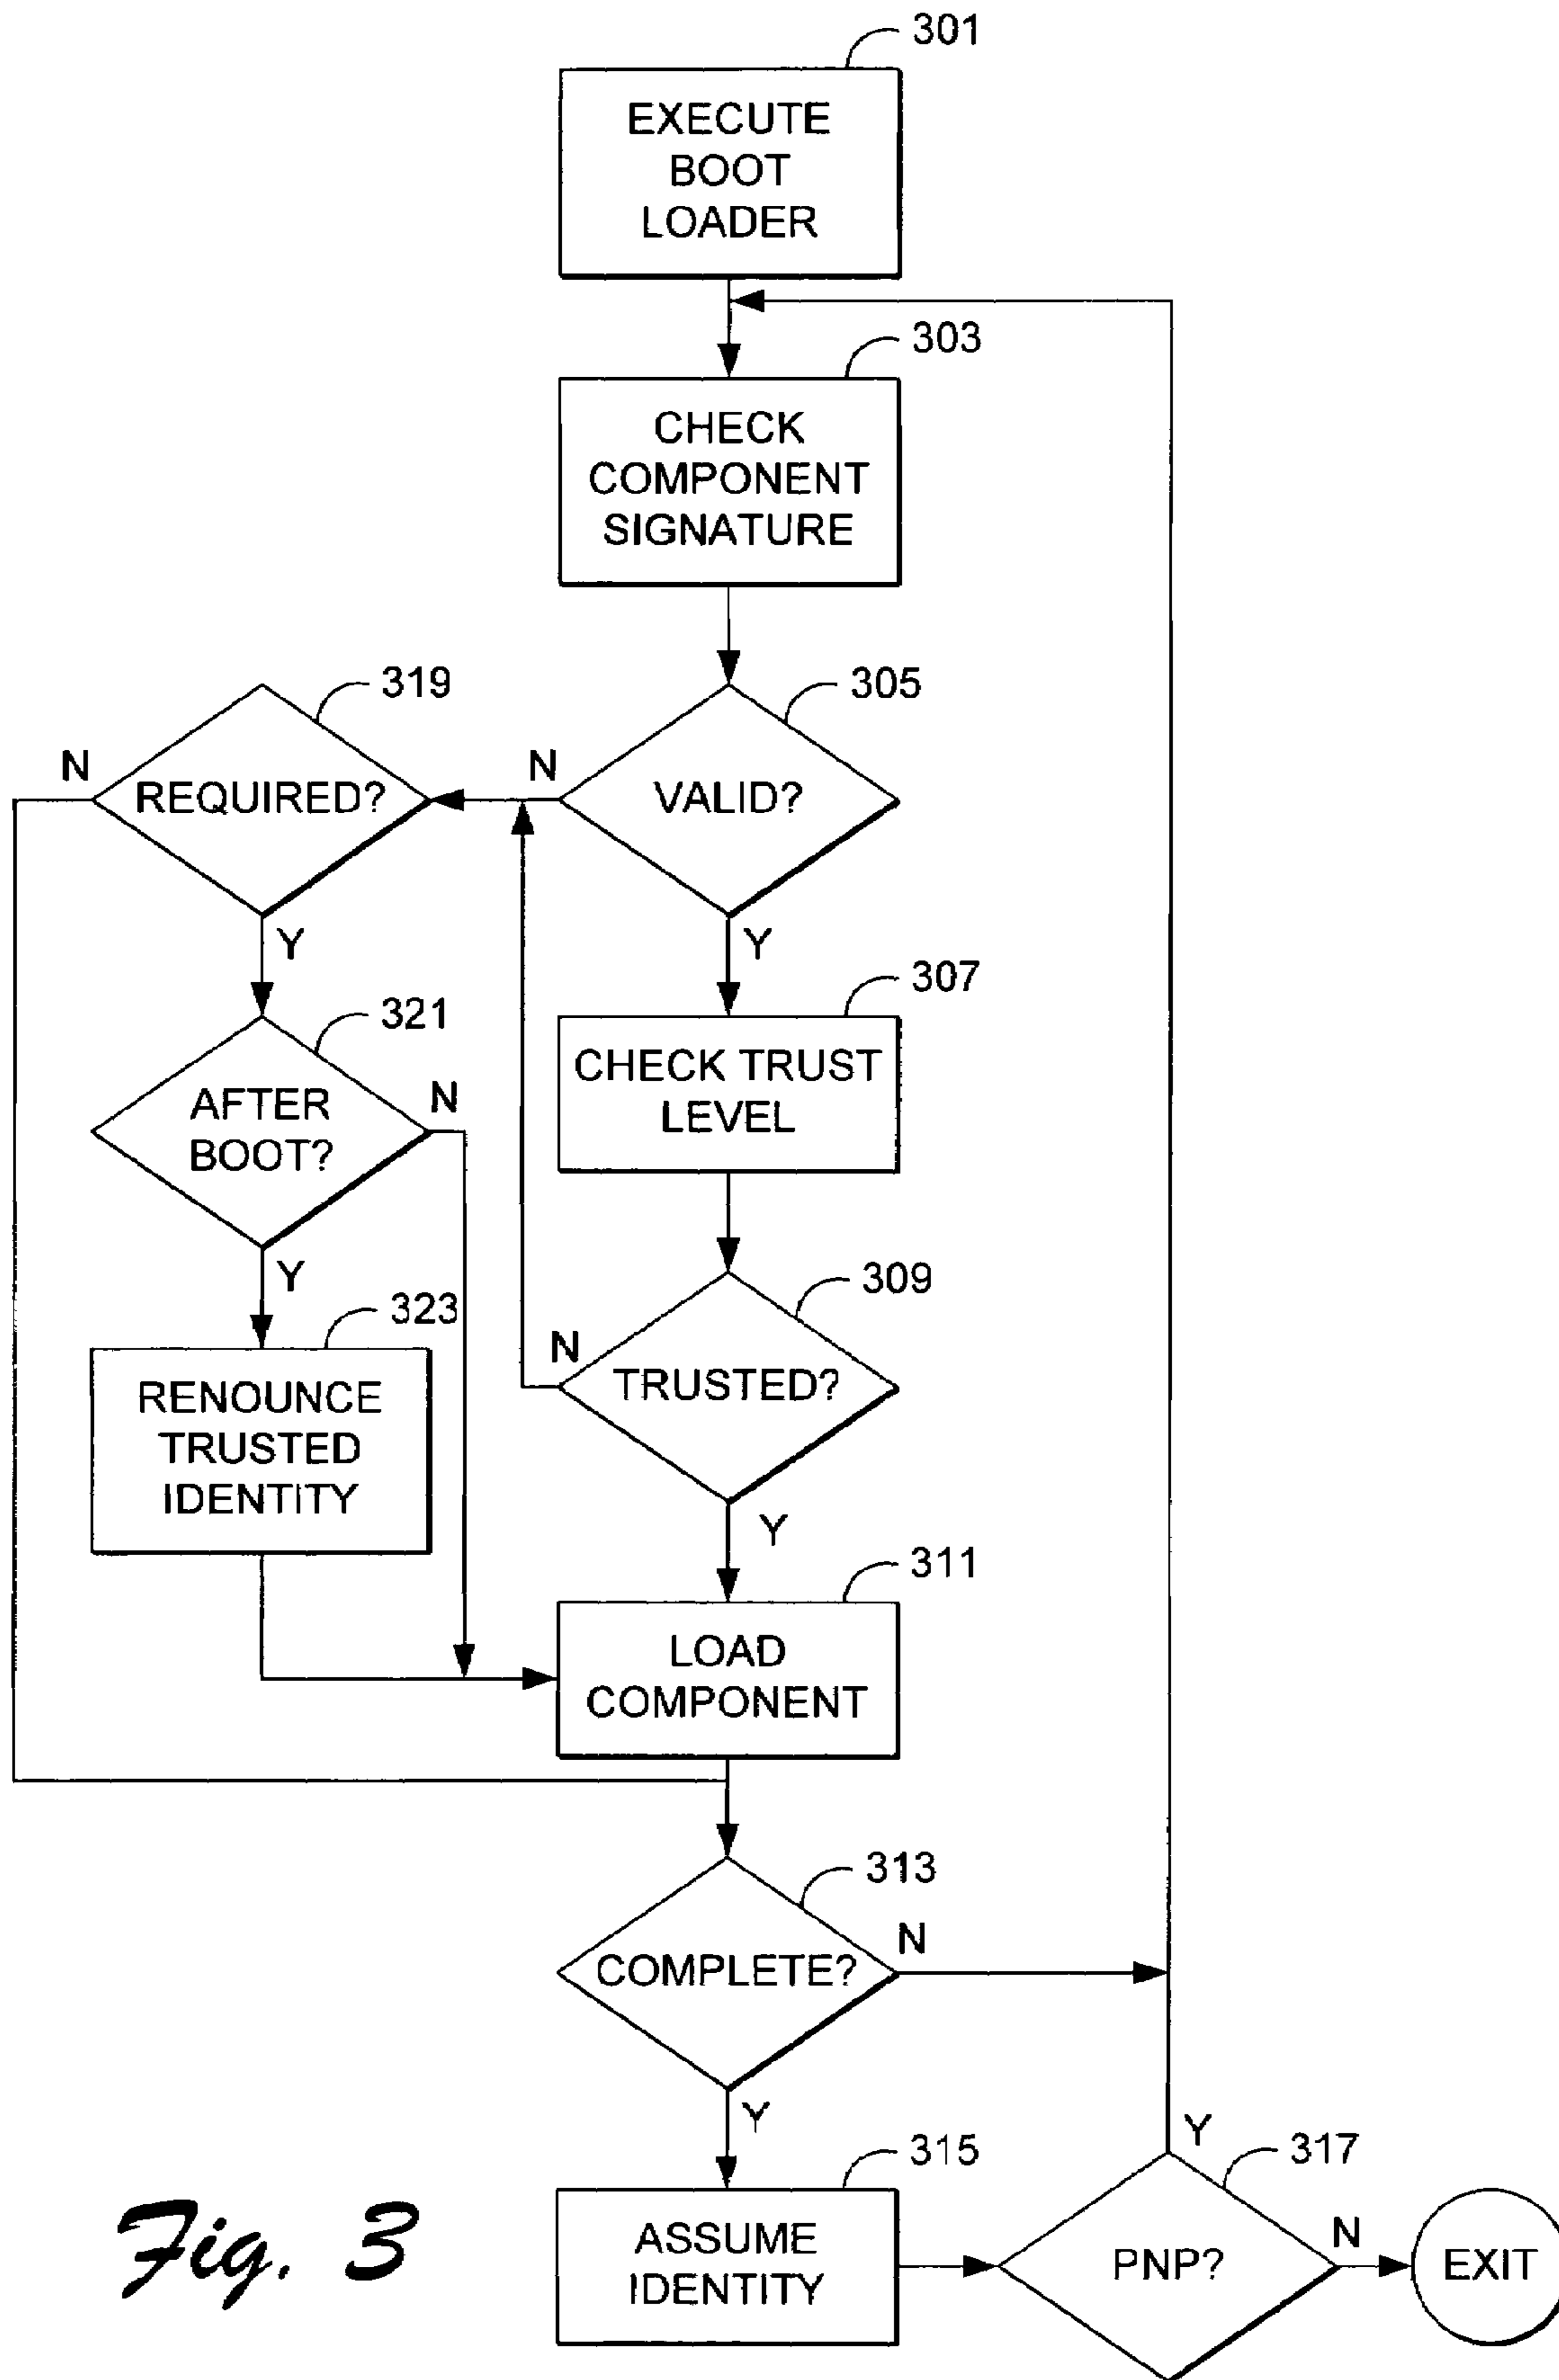 301
EXECUTE
BOOT
LOADER
303
CHECK
COMPONENT
SIGNATURE
319
305
N
REQUIRED?
N
VALID?
Y
Y
307
321
CHECK TRUST
LEVEL
AFTER
BOOT?
N
Y
309
323
N
TRUSTED?
RENOUNCE
TRUSTED
IDENTITY
Y
311
LOAD
COMPONENT
313
COMPLETE?
N
Y
Y
317
315
ASSUME
IDENTITY
PNP?
N
EXIT
Fig. 3